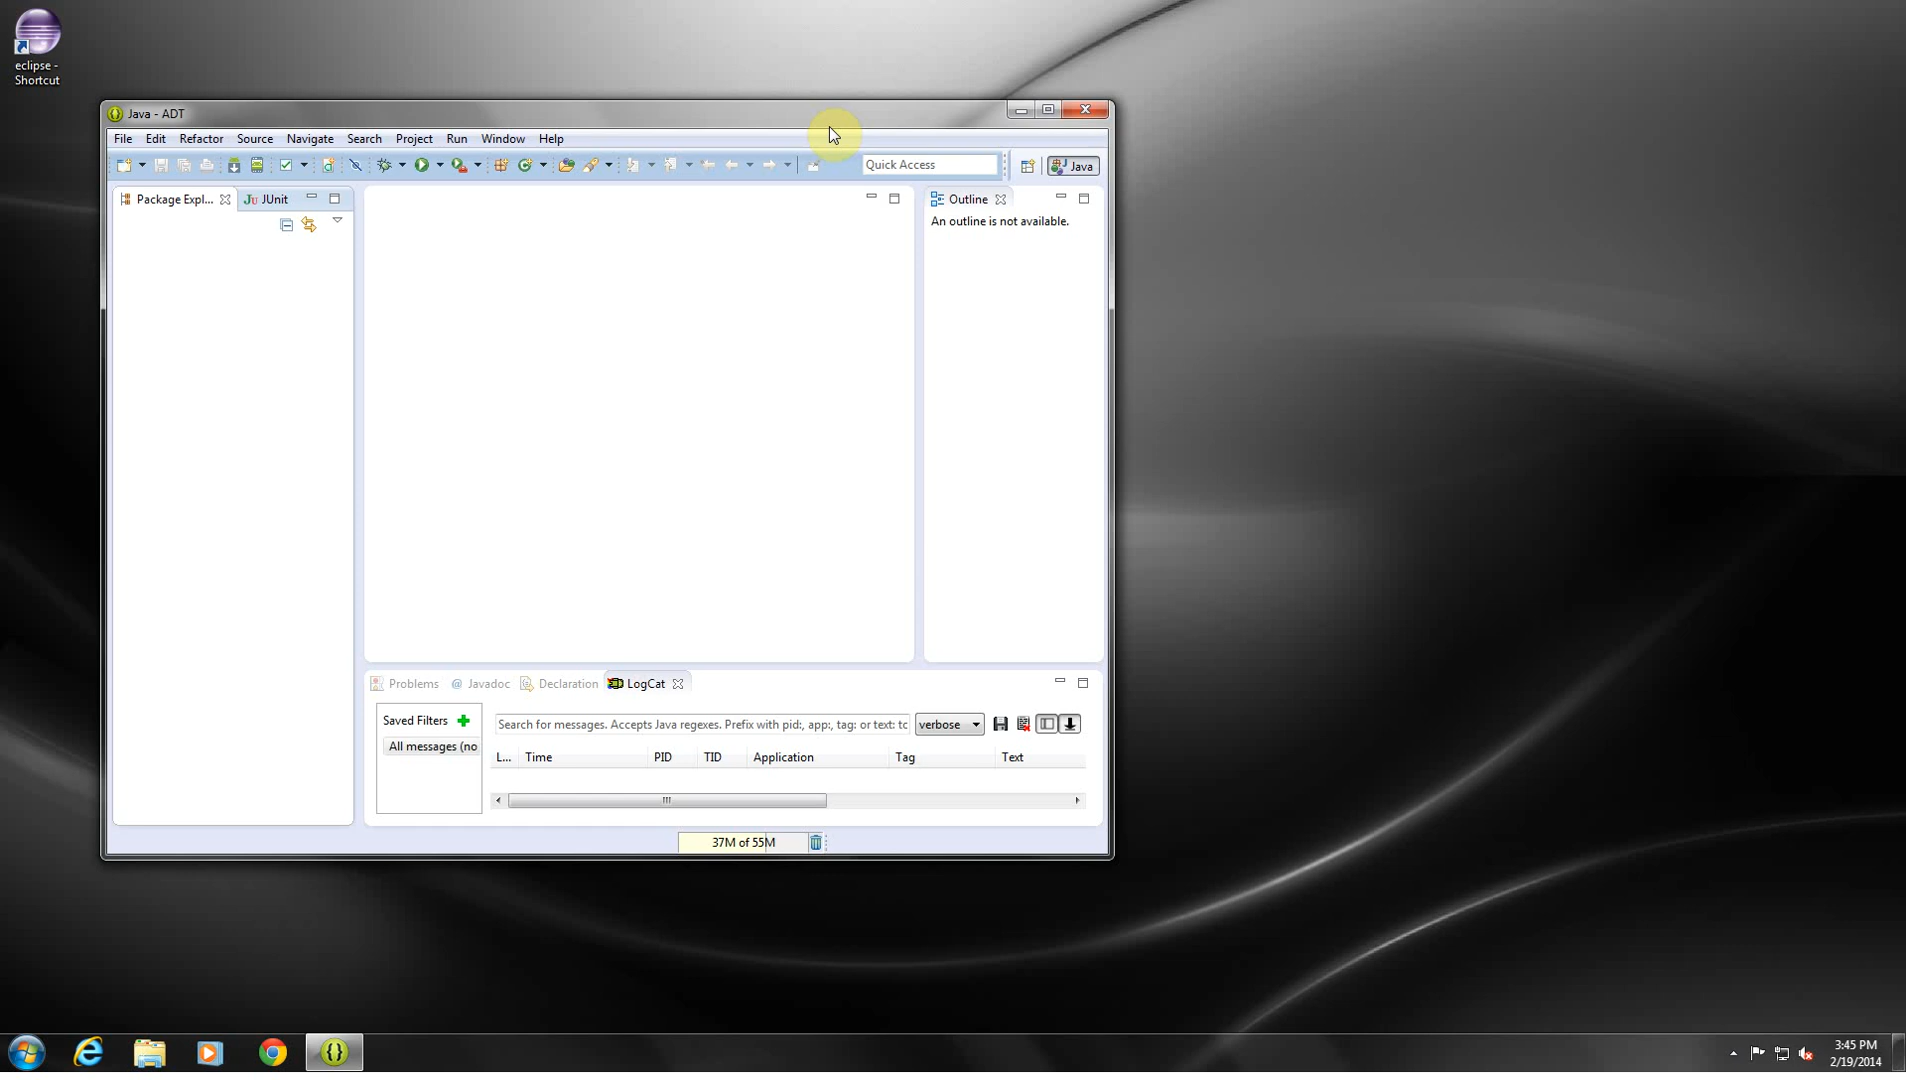 eclipse -
Shortcut
Java - ADT
File Edit Refactor Source Navigate Search Project Run Window Help
Quick Access
Java
Package Expl...
JUnit
Outline
An outline is not available.
Problems
@ Javadoc
Declaration
LogCat
Saved Filters
All messages (no
Search for messages. Accepts Java regexes. Prefix with pid:, app:, tag: or text: to
verbose
L... Time PID TID Application Tag Text
37M of 55M
3:45 PM
2/19/2014